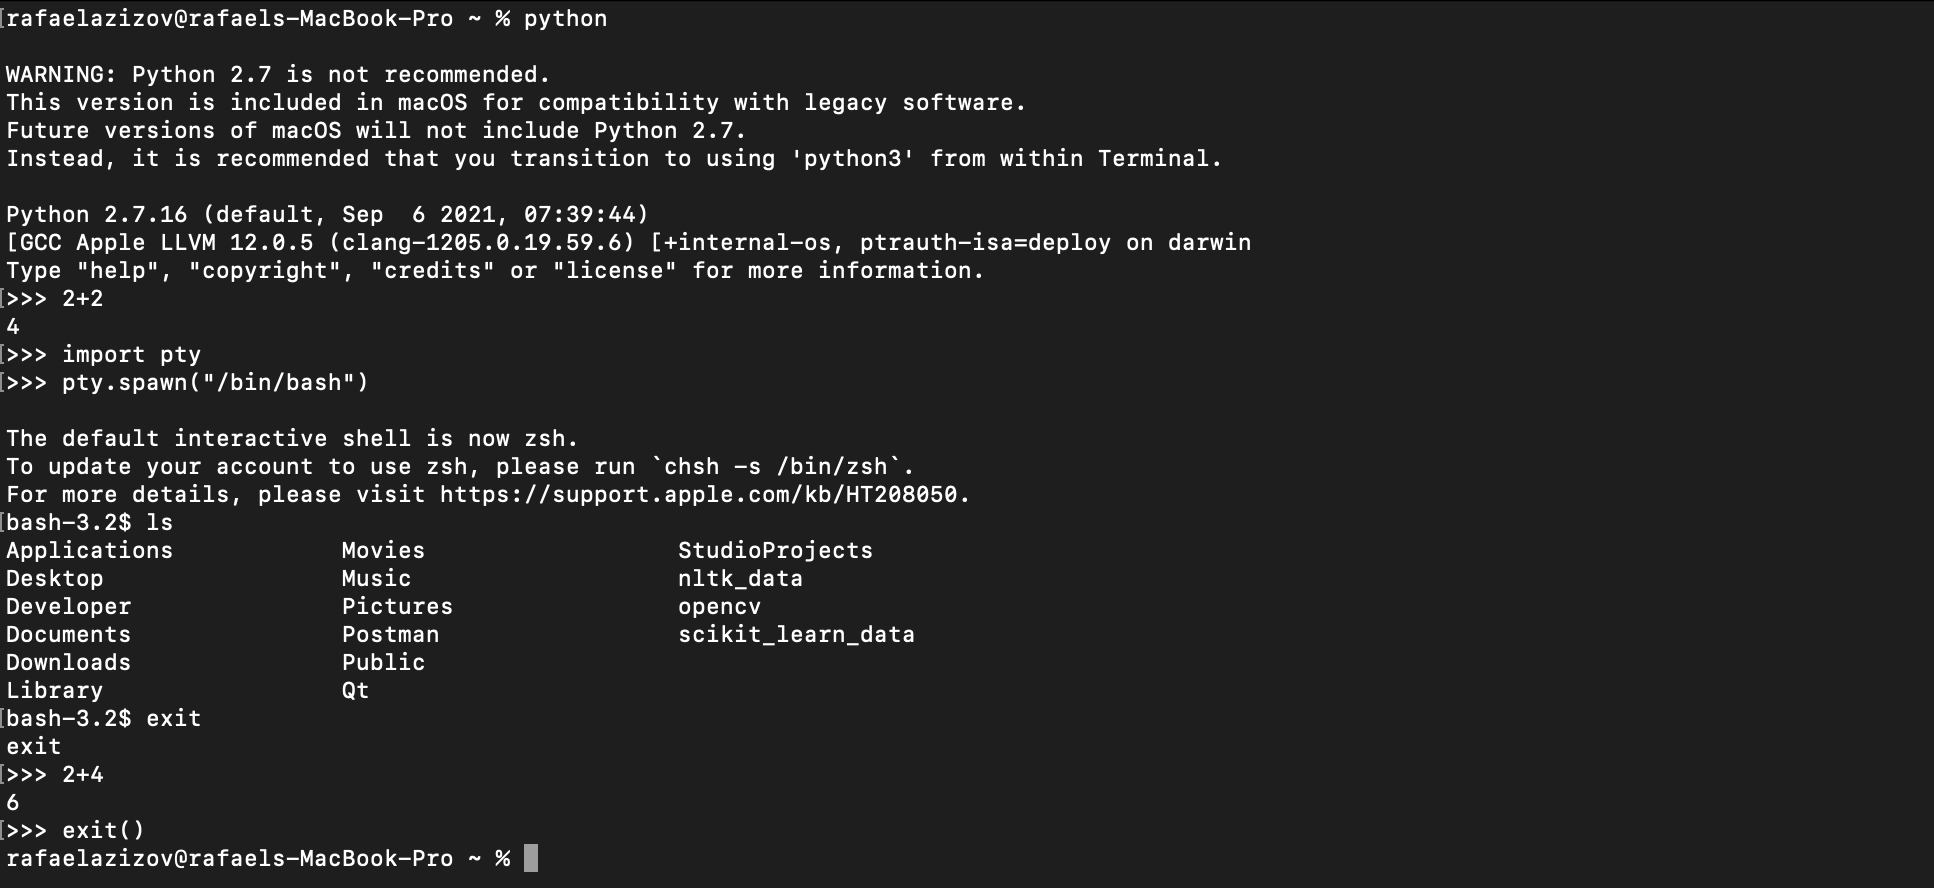 [rafaelazizov@rafaels-MacBook-Pro ~ % python
WARNING: Python 2.7 is not recommended.
This version is included in macOS for compatibility with legacy software.
Future versions of macOS will not include Python 2.7.
Instead, it is recommended that you transition to using 'python3' from within Terminal.
Python 2.7.16 (default, Sep  6 2021, 07:39:44)
[GCC Apple LLVM 12.0.5 (clang-1205.0.19.59.6) [+internal-os, ptrauth-isa=deploy on darwin
Type "help", "copyright", "credits" or "license" for more information.
[>>> 2+2
4
[>>> import pty
[>>> pty.spawn("/bin/bash")
The default interactive shell is now zsh.
To update your account to use zsh, please run `chsh -s /bin/zsh`.
For more details, please visit https://support.apple.com/kb/HT208050.
[bash-3.2$ ls
Applications            Movies                  StudioProjects
Desktop                 Music                   nltk_data
Developer               Pictures                opencv
Documents               Postman                 scikit_learn_data
Downloads               Public
Library                 Qt
[bash-3.2$ exit
exit
[>>> 2+4
6
[>>> exit()
rafaelazizov@rafaels-MacBook-Pro ~ %